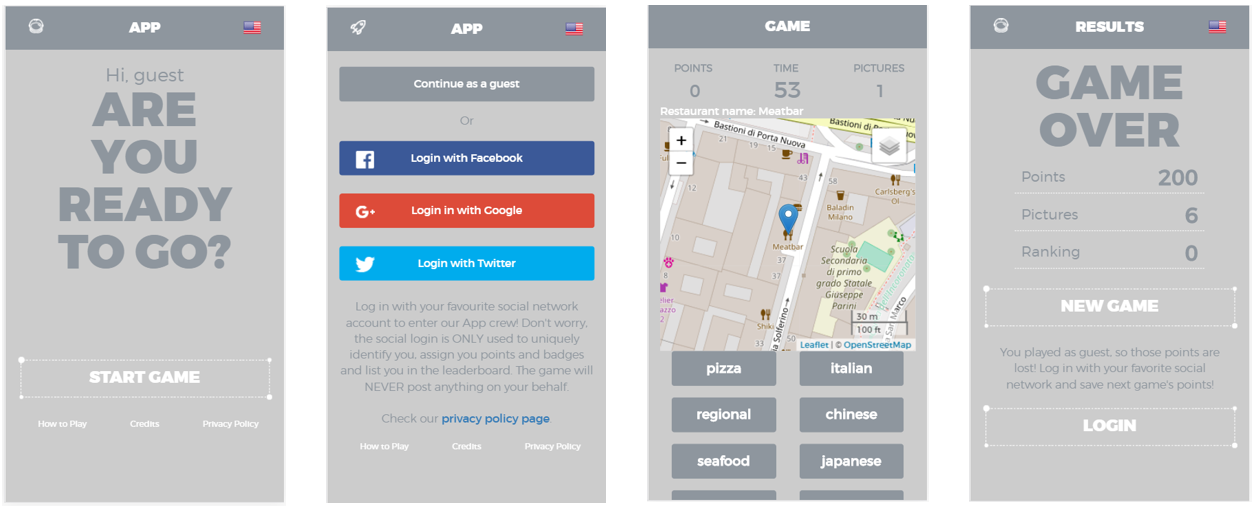 APP
Hi, guest
ARE
YOU
READY
TO GO?
START GAME
How to Play Credits Privacy Policy
APP
Continue as a guest
Or
Login with Facebook
Login in with Google
Login with Twitter
Log in with your favourite social network
account to enter our App crew! Don't worry,
the social login is ONLY used to uniquely
identify you, assign you points and badges
and list you in the leaderboard. The game will
NEVER post anything on your behalf.
Check our privacy policy page.
How to Play Credits Privacy Policy
GAME
POINTS TIME PICTURES
0 53 1
Restaurant name: Meatbar
Bastioni di Porta Nuova
Bastioni di Porta Nuova
+
−
21
19
15
12
43
58
Carlsberg's
Ol
Baladin
Milano
10
Meatbar
37
37
Scuola
Secondaria
di primo
grado Statale
Giuseppe
Parini
8
Shiki
ia Solferino
San Marco
30 m
100 ft
Leaflet | © OpenStreetMap
pizza italian
regional chinese
seafood japanese
RESULTS
GAME
OVER
Points 200
Pictures 6
Ranking 0
NEW GAME
You played as guest, so those points are
lost! Log in with your favorite social
network and save next game's points!
LOGIN